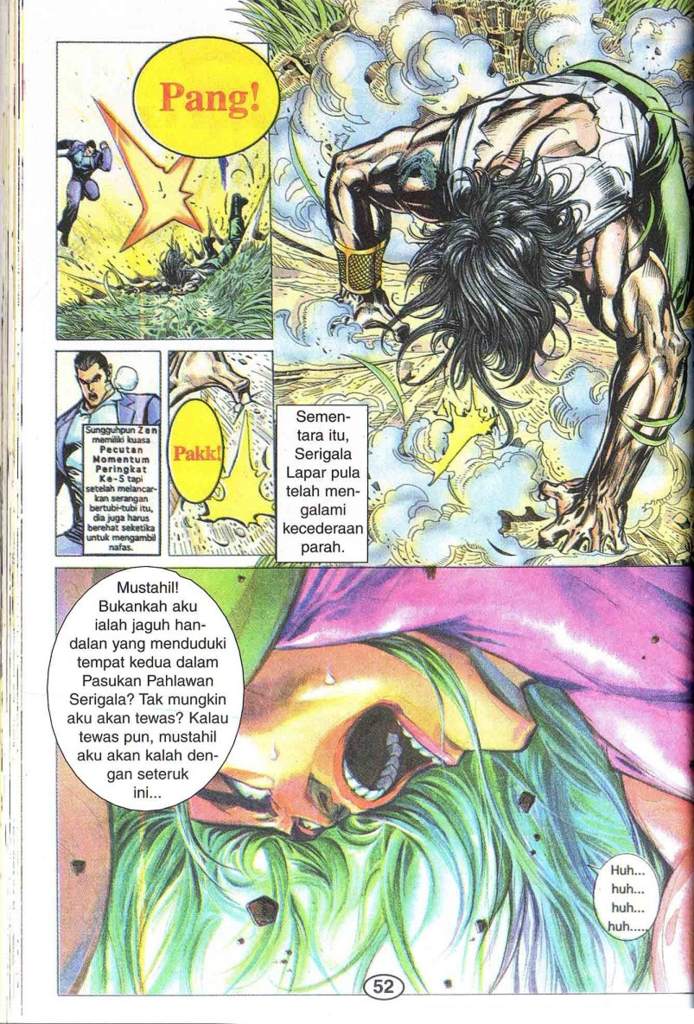 Pang!
Sungguhpun Zen
memiliki kuasa
Pecutan
Momentum
Peringkat
Ke-5 tapi
setelah melancar-
kan serangan
bertubi-tubi itu,
dia juga harus
berehat seketika
untuk mengambil
nafas.
Pakk!
Semen-
tara itu,
Serigala
Lapar pula
telah men-
galami
kecederaan
parah.
Mustahil!
Bukankah aku
ialah jaguh han-
dalan yang menduduki
tempat kedua dalam
Pasukan Pahlawan
Serigala? Tak mungkin
aku akan tewas? Kalau
tewas pun, mustahil
aku akan kalah den-
gan seteruk
ini...
Huh...
huh...
huh...
huh.....
52